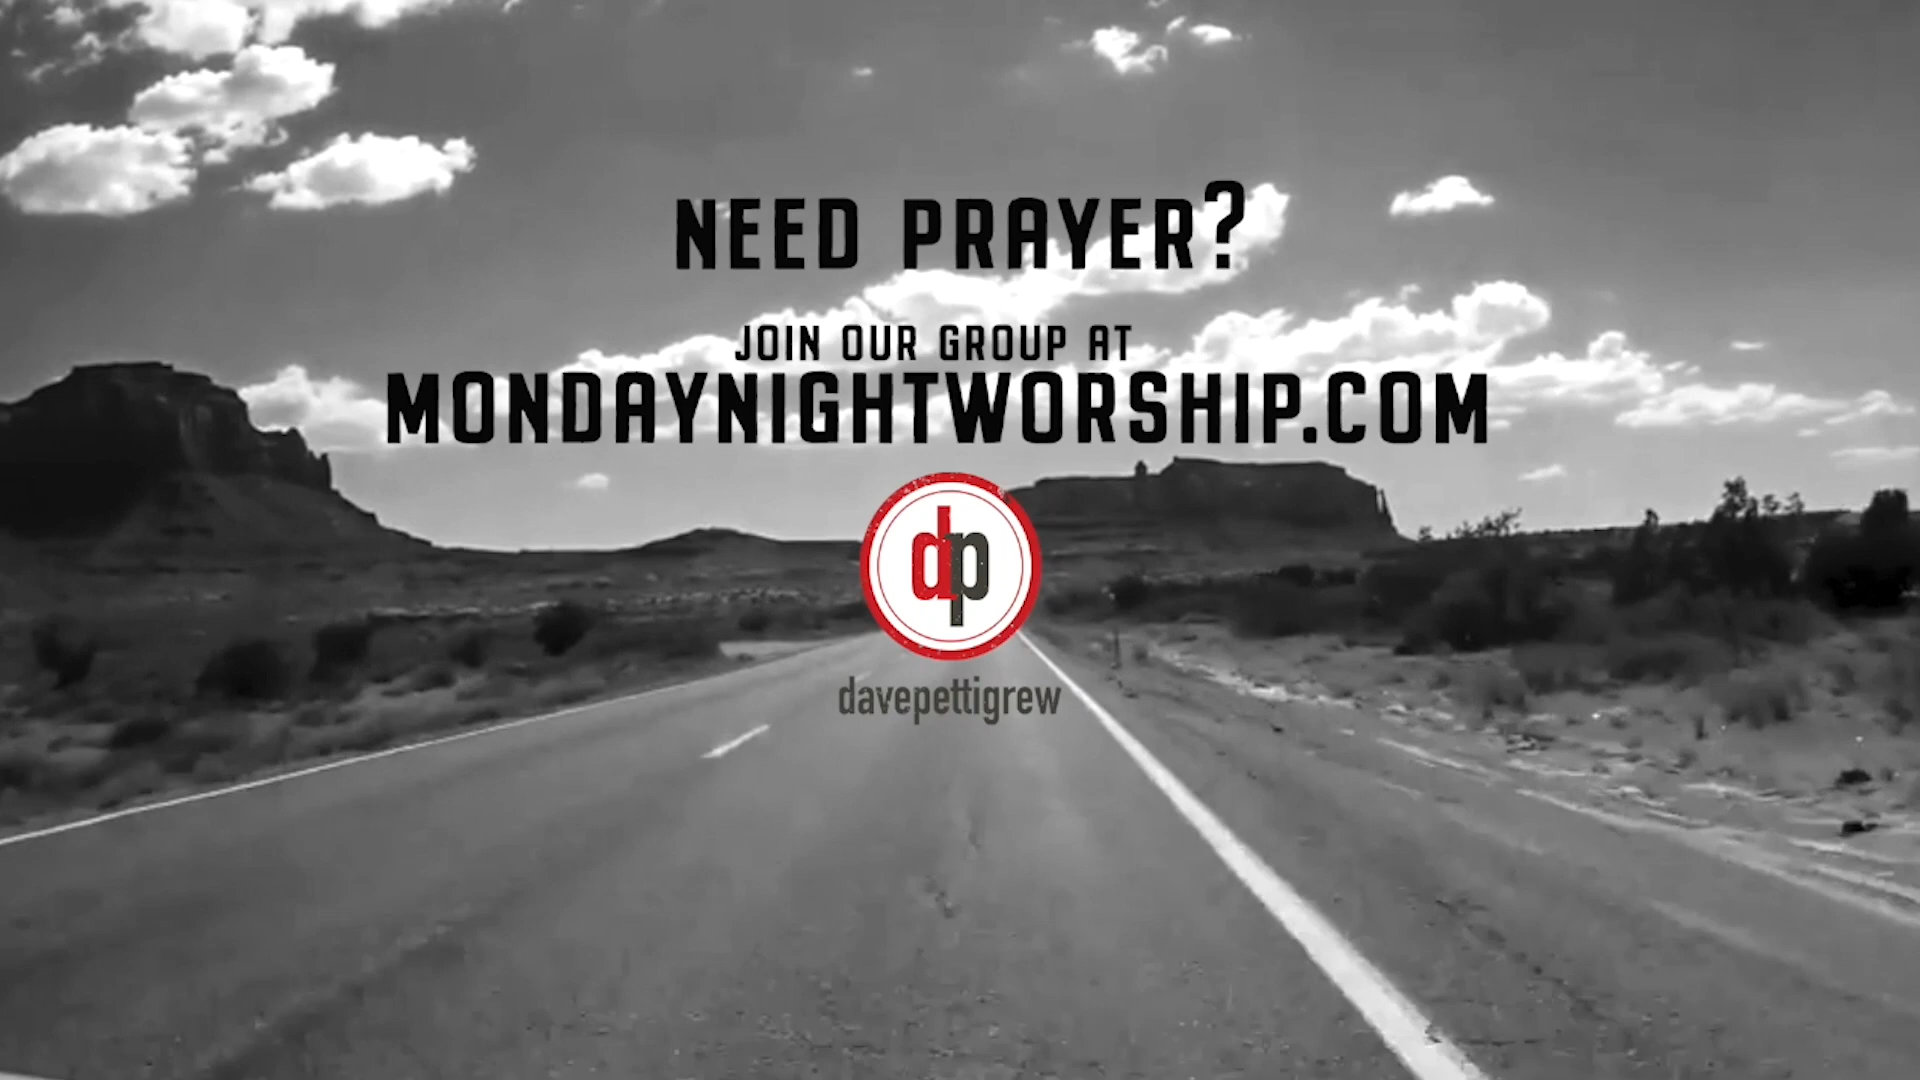 NEED PRAYER?
JOIN OUR GROUP AT
MONDAYNIGHTWORSHIP.COM
dp
davepettigrew